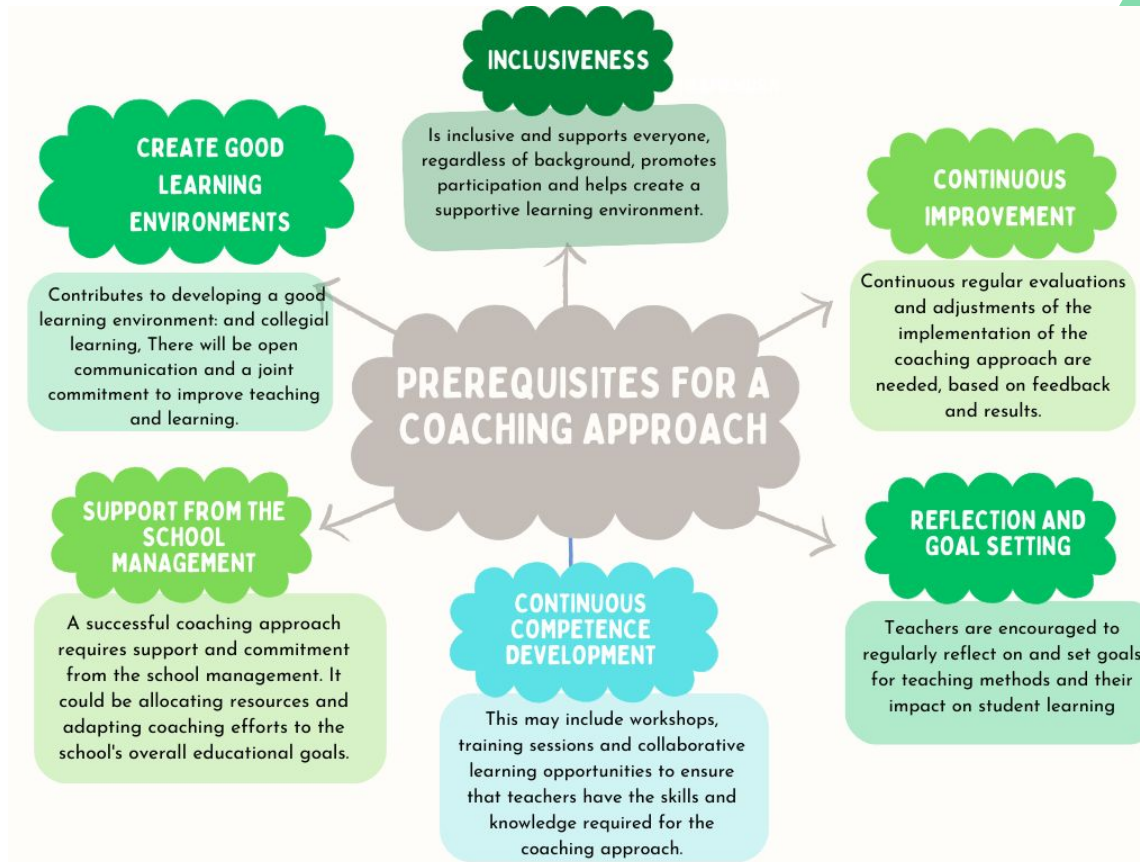 INCLUSIVENESS
Is inclusive and supports everyone,
regardless of background, promotes
participation and helps create a
supportive learning environment.
CREATE GOOD
LEARNING
ENVIRONMENTS
Contributes to developing a good
learning environment: and collegial
learning, There will be open
communication and a joint
commitment to improve teaching
and learning.
CONTINUOUS
IMPROVEMENT
Continuous regular evaluations
and adjustments of the
implementation of the
coaching approach are
needed, based on feedback
and results.
PREREQUISITES FOR A
COACHING APPROACH
SUPPORT FROM THE
SCHOOL
MANAGEMENT
A successful coaching approach
requires support and commitment
from the school management. It
could be allocating resources and
adapting coaching efforts to the
school's overall educational goals.
CONTINUOUS
COMPETENCE
DEVELOPMENT
This may include workshops,
training sessions and collaborative
learning opportunities to ensure
that teachers have the skills and
knowledge required for the
coaching approach.
REFLECTION AND
GOAL SETTING
Teachers are encouraged to
regularly reflect on and set goals
for teaching methods and their
impact on student learning